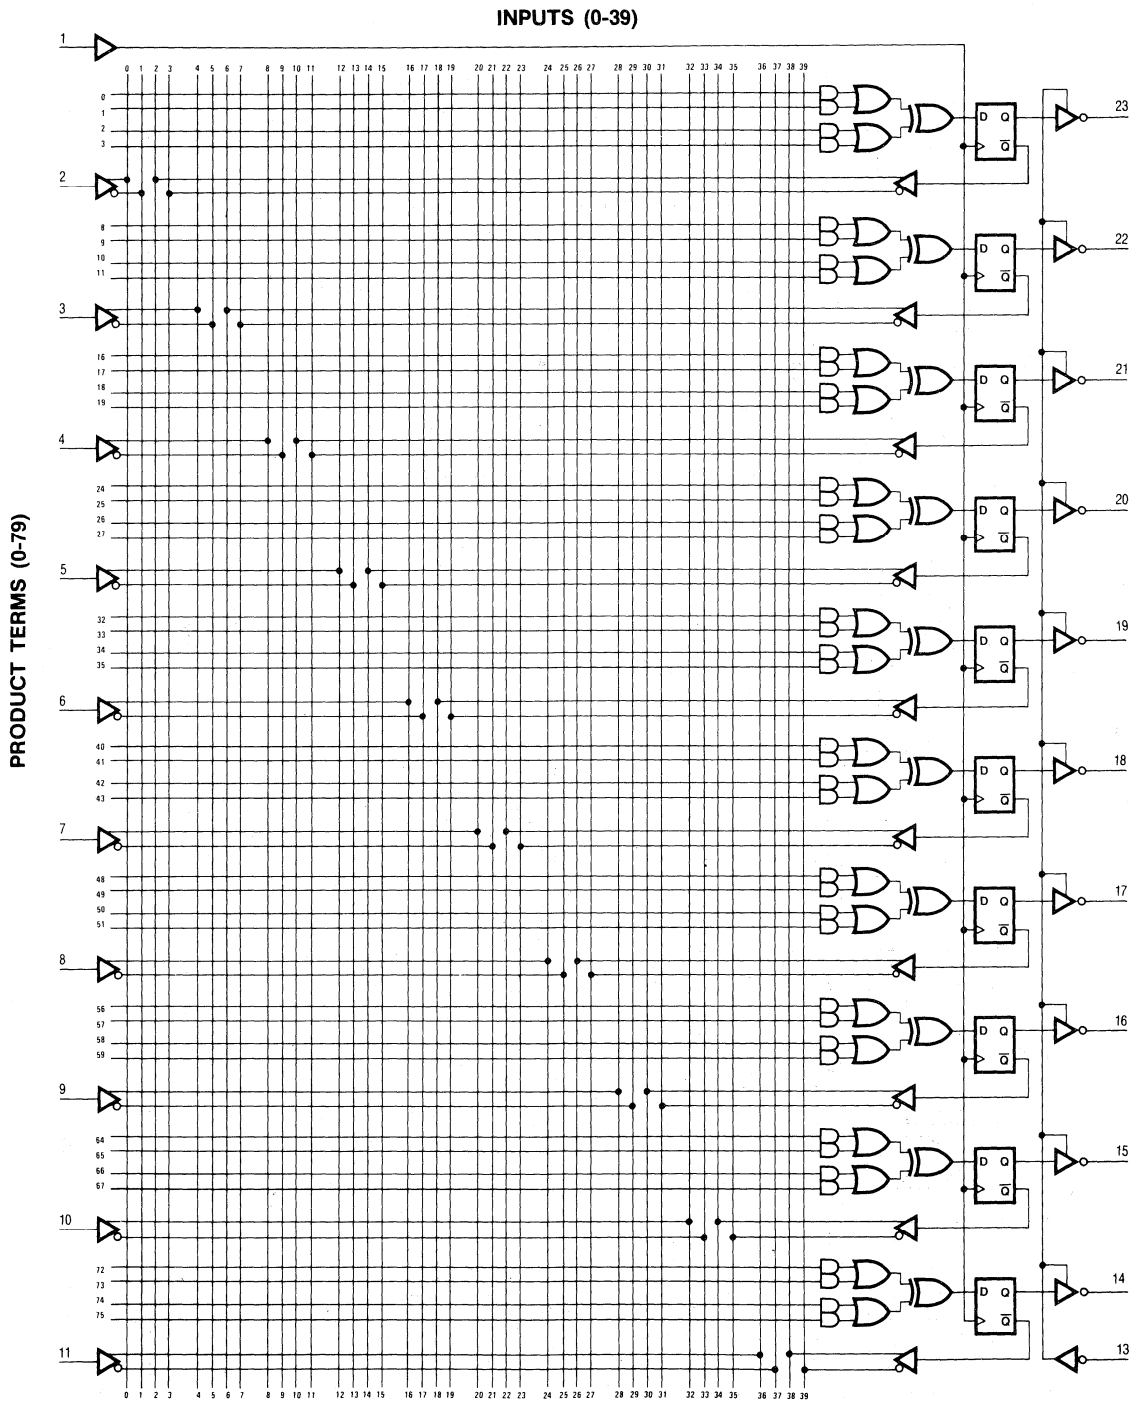 INPUTS (0-39)
1
0 1 2 3 4 5 6 7 8 9 10 11 12 13 14 15 16 17 18 19 20 21 22 23 24 25 26 27 28 29 30 31 32 33 34 35 36 37 38 39
0
1
2
3
D Q
Q̅
23
2
8
9
10
11
D Q
Q̅
22
3
16
17
18
19
D Q
Q̅
21
4
24
25
26
27
D Q
Q̅
20
5
PRODUCT TERMS (0-79)
32
33
34
35
D Q
Q̅
19
6
40
41
42
43
D Q
Q̅
18
7
48
49
50
51
D Q
Q̅
17
8
56
57
58
59
D Q
Q̅
16
9
64
65
66
67
D Q
Q̅
15
10
72
73
74
75
D Q
Q̅
14
11
13
0 1 2 3 4 5 6 7 8 9 10 11 12 13 14 15 16 17 18 19 20 21 22 23 24 25 26 27 28 29 30 31 32 33 34 35 36 37 38 39